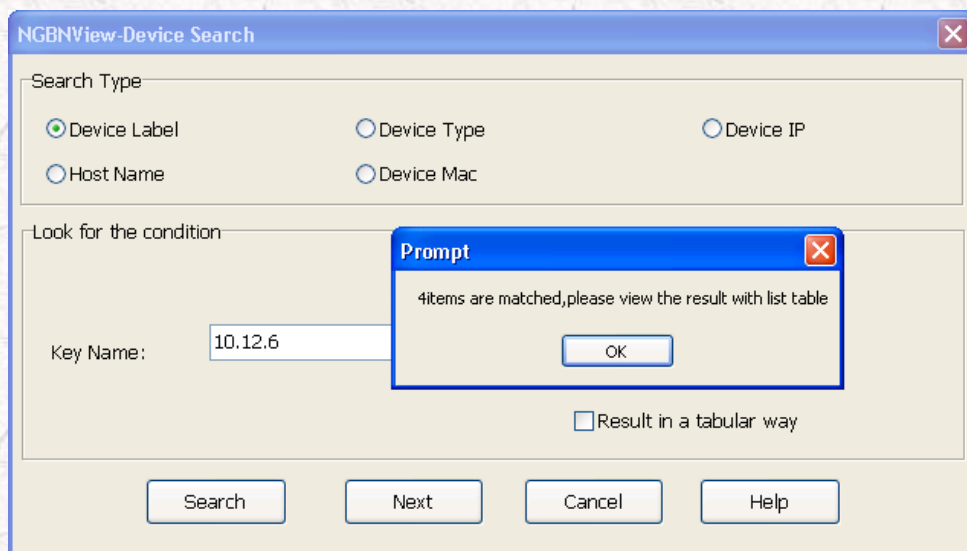 NGBNView-Device Search
Search Type
Device Label
Device Type
Device IP
Host Name
Device Mac
Look for the condition
Prompt
4items are matched,please view the result with list table
OK
Key Name:
10.12.6
Result in a tabular way
Search
Next
Cancel
Help